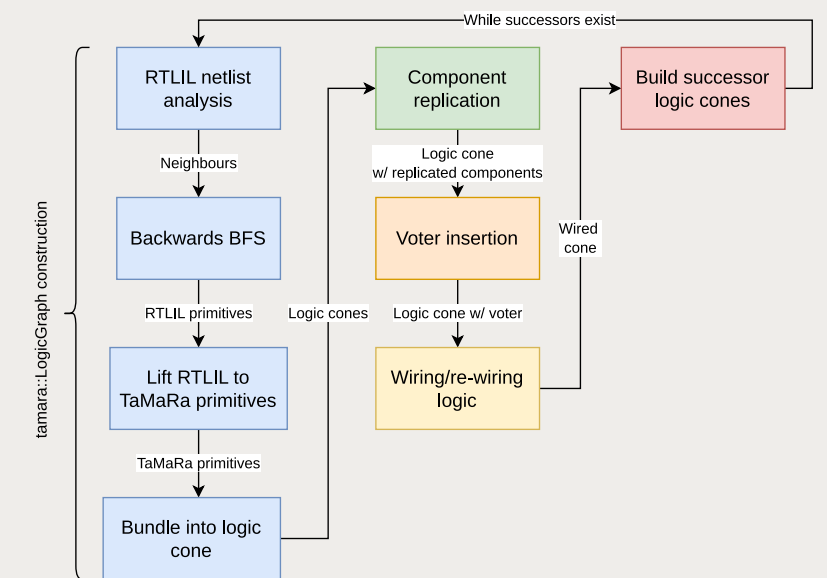 While successors exist
RTLIL netlist
analysis
Component
replication
Build successor
logic cones
Neighbours
Logic cone
w/ replicated components
Backwards BFS
Voter insertion
Wired
cone
tamara::LogicGraph construction
RTLIL primitives
Logic cones
Logic cone w/ voter
Lift RTLIL to
TaMaRa primitives
Wiring/re-wiring
logic
TaMaRa primitives
Bundle into logic
cone